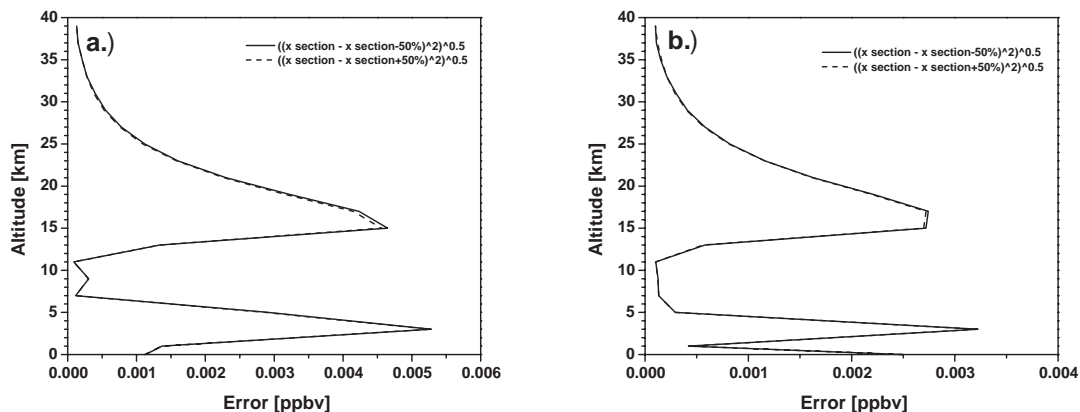 a.)
((x section - x section-50%)^2)^0.5
((x section - x section+50%)^2)^0.5
40
35
30
25
20
15
10
5
0
Altitude [km]
0.000 0.001 0.002 0.003 0.004 0.005 0.006
Error [ppbv]
b.)
((x section - x section-50%)^2)^0.5
((x section - x section+50%)^2)^0.5
40
35
30
25
20
15
10
5
0
Altitude [km]
0.000 0.001 0.002 0.003 0.004
Error [ppbv]